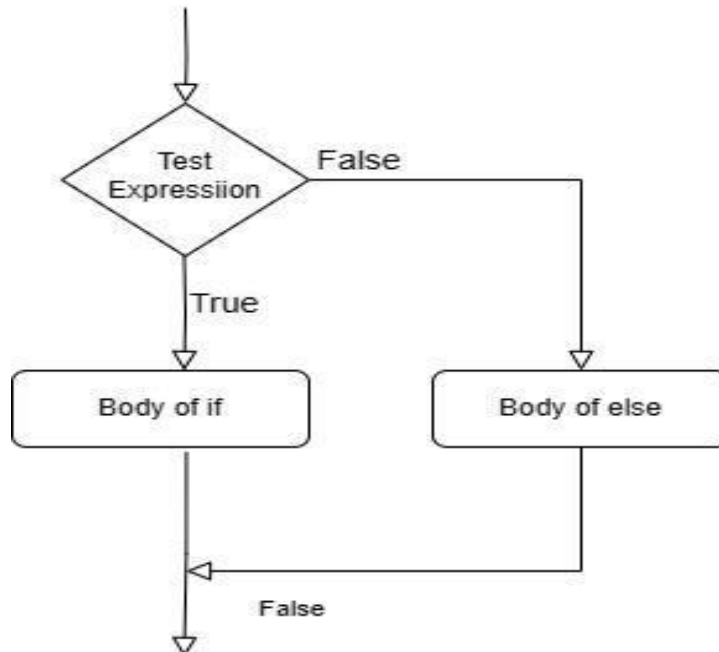 Test
Expressiion
False
True
Body of if
Body of else
False